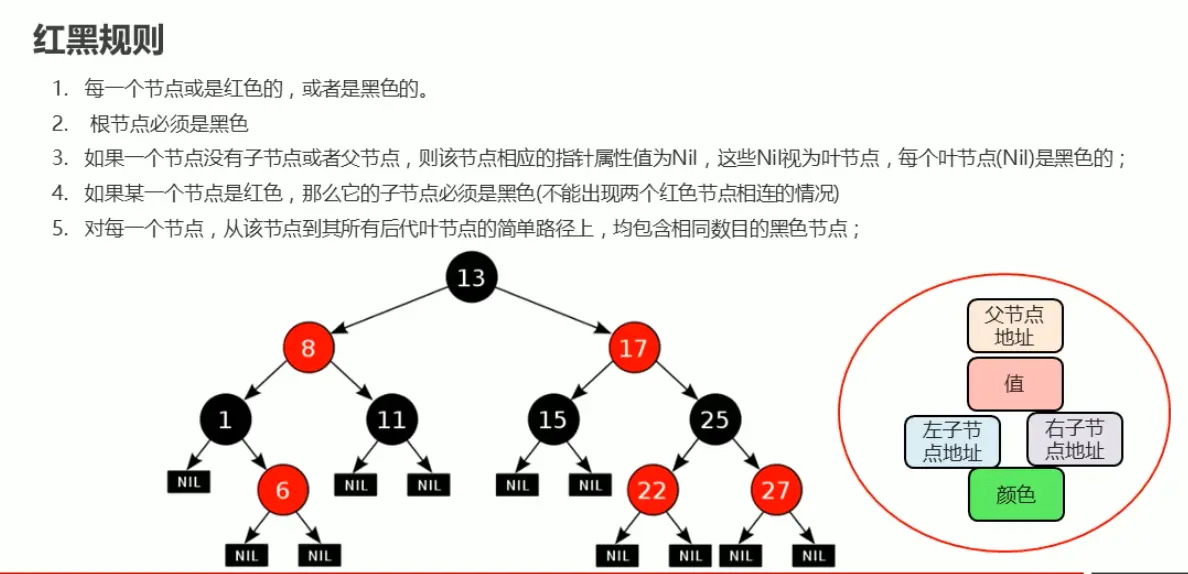 红黑规则
1. 每一个节点或是红色的，或者是黑色的。
2. 根节点必须是黑色
3. 如果一个节点没有子节点或者父节点，则该节点相应的指针属性值为Nil，这些Nil视为叶节点，每个叶节点(Nil)是黑色的；
4. 如果某一个节点是红色，那么它的子节点必须是黑色(不能出现两个红色节点相连的情况)
5. 对每一个节点，从该节点到其所有后代叶节点的简单路径上，均包含相同数目的黑色节点；
13
8
17
1
11
15
25
NIL
6
NIL
NIL
NIL
NIL
22
27
NIL
NIL
NIL
NIL
NIL
NIL
父节点
地址
值
左子节
点地址
右子节
点地址
颜色